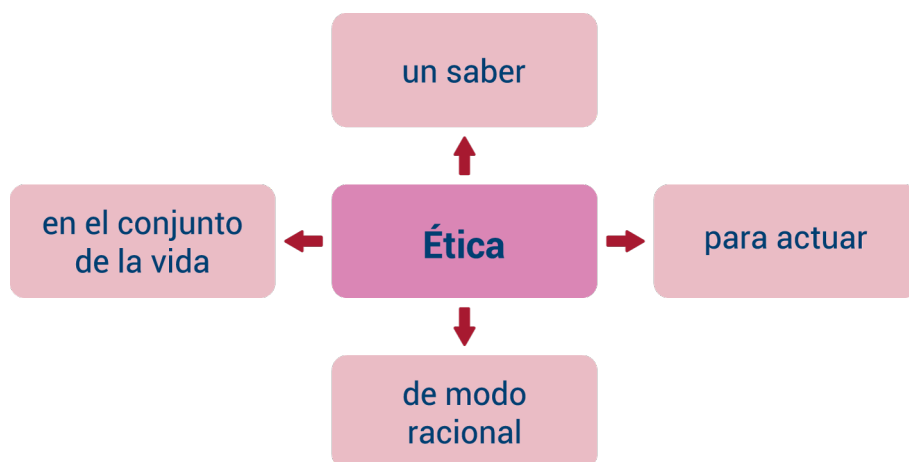 un saber
en el conjunto
de la vida
Ética
para actuar
de modo
racional